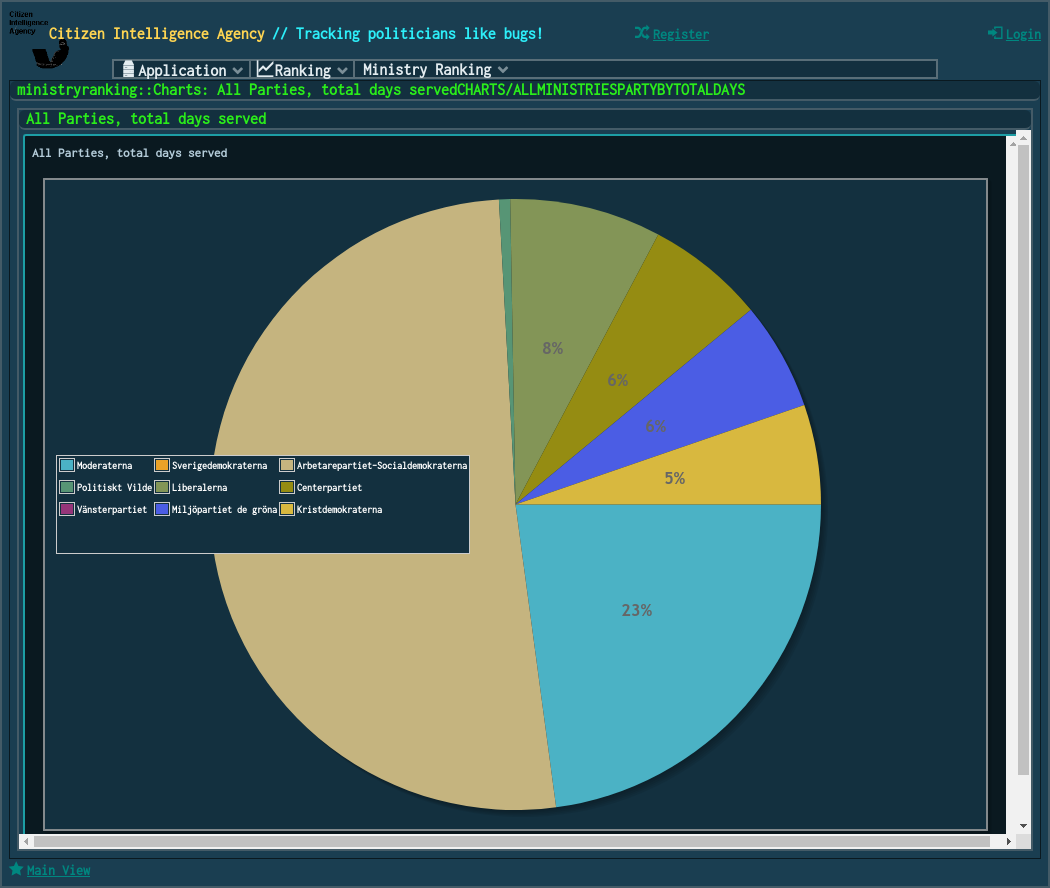 Citizen
Intelligence
Agency
Citizen Intelligence Agency // Tracking politicians like bugs!
Register
Login
Application
Ranking
Ministry Ranking
ministryranking::Charts: All Parties, total days servedCHARTS/ALLMINISTRIESPARTYBYTOTALDAYS
All Parties, total days served
All Parties, total days served
8%
6%
6%
5%
23%
Moderaterna
Sverigedemokraterna
Arbetarepartiet-Socialdemokraterna
Politiskt Vilde
Liberalerna
Centerpartiet
Vänsterpartiet
Miljöpartiet de gröna
Kristdemokraterna
Main View